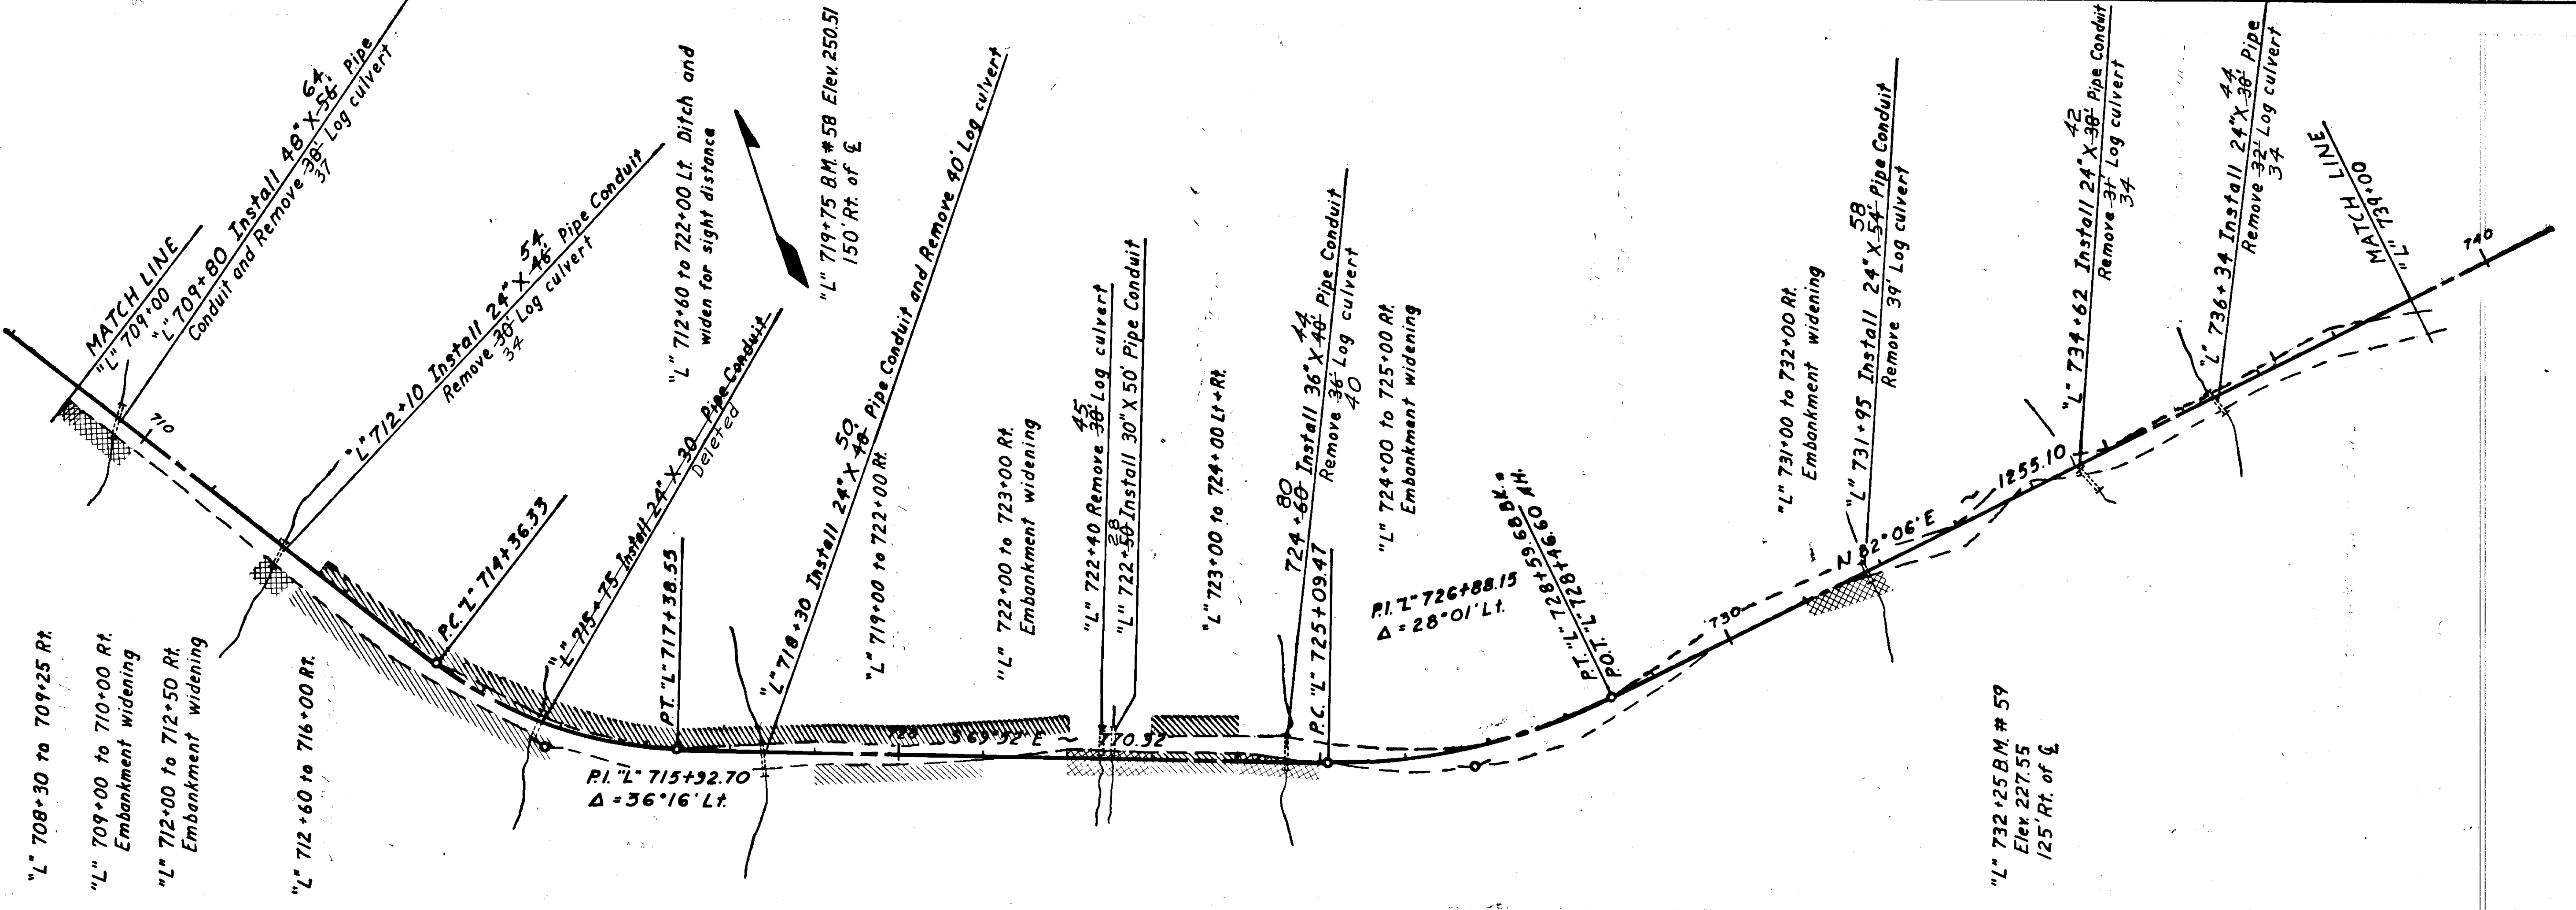 MATCH LINE
"L" 709+00
"L" 709+80 Install 48" X 56' Pipe
64
Conduit and Remove 38' Log culvert
37
710
"L" 712+10 Install 24" X 46' Pipe Conduit
54
Remove 30' Log culvert
34
P.C. "L" 714+36.33
"L" 715+75 Install 24" X 30 Pipe Conduit
Deleted
"L" 712+60 to 722+00 Lt. Ditch and
widen for sight distance
P.T. "L" 717+38.55
"L" 718+30 Install 24" X 48' Pipe Conduit and Remove 40' Log culvert
50
"L" 719+75 B.M. #58 Elev. 250.51
150' Rt. of ℄
"L" 719+00 to 722+00 Rt.
"L" 722+00 to 723+00 Rt.
Embankment widening
"L" 722+40 Remove 38' Log culvert
45
"L" 722+50 Install 30" X 50' Pipe Conduit
28
"L" 723+00 to 724+00 Lt+Rt.
724+60 Install 36" X 40' Pipe Conduit
80
44
Remove 36' Log culvert
40
P.C. "L" 725+09.47
"L" 724+00 to 725+00 Rt.
Embankment widening
P.I. "L" 726+88.15
Δ = 28°01' Lt.
P.T. "L" 728+59.68 BK. =
P.O.T. "L" 728+46.60 AH.
730
"L" 731+00 to 732+00 Rt.
Embankment widening
"L" 731+95 Install 24" X 54' Pipe Conduit
58
Remove 39' Log culvert
N 82°06' E ~ 1255.10
"L" 734+62 Install 24" X 38' Pipe Conduit
42
Remove 31' Log culvert
34
"L" 736+34 Install 24" X 38' Pipe
44
Remove 32' Log culvert
34
MATCH LINE
"L" 739+00
740
720
S 69°52' E ~ 770.92
P.I. "L" 715+92.70
Δ = 36°16' Lt.
"L" 708+30 to 709+25 Rt.
"L" 709+00 to 710+00 Rt.
Embankment widening
"L" 712+00 to 712+50 Rt.
Embankment widening
"L" 712+60 to 716+00 Rt.
"L" 732+25 B.M. #59
Elev. 227.55
125' Rt. of ℄